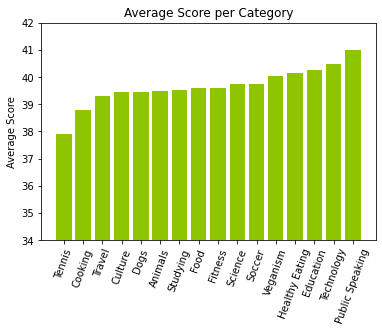 Average Score per Category
Average Score
42
41
40
39
38
37
36
35
34
Tennis
Cooking
Travel
Culture
Dogs
Animals
Studying
Food
Fitness
Science
Soccer
Veganism
Healthy Eating
Education
Technology
Public Speaking